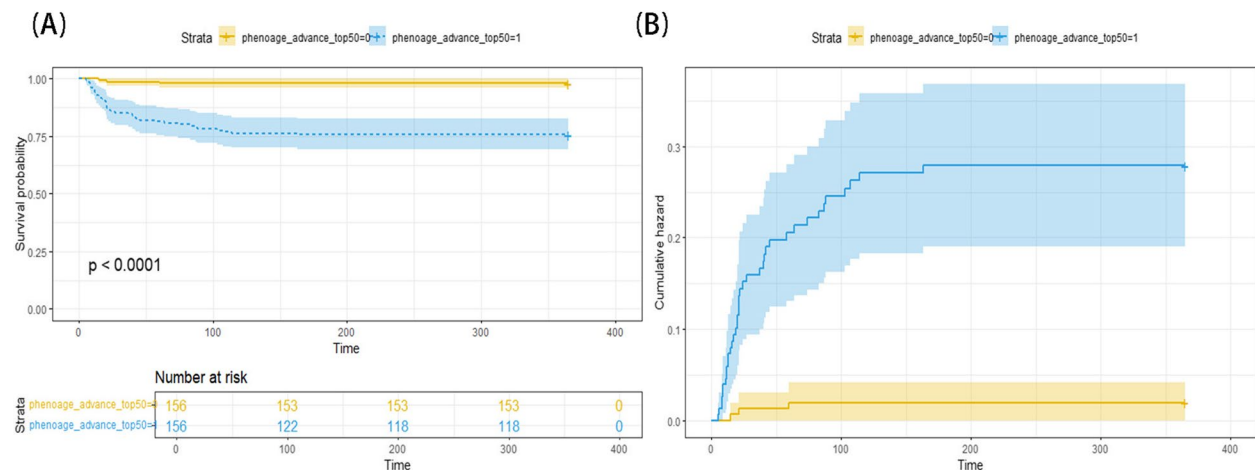 (A)
Strata phenoage_advance_top50=0 phenoage_advance_top50=1
Survival probability
1.00
0.75
0.50
0.25
0.00
p < 0.0001
0 100 200 300 400
Time
Number at risk
Strata
phenoage_advance_top50= 156 153 153 153 0
phenoage_advance_top50= 156 122 118 118 0
0 100 200 300 400
Time
(B)
Strata phenoage_advance_top50=0 phenoage_advance_top50=1
Cumulative hazard
0.3
0.2
0.1
0.0
0 100 200 300 400
Time